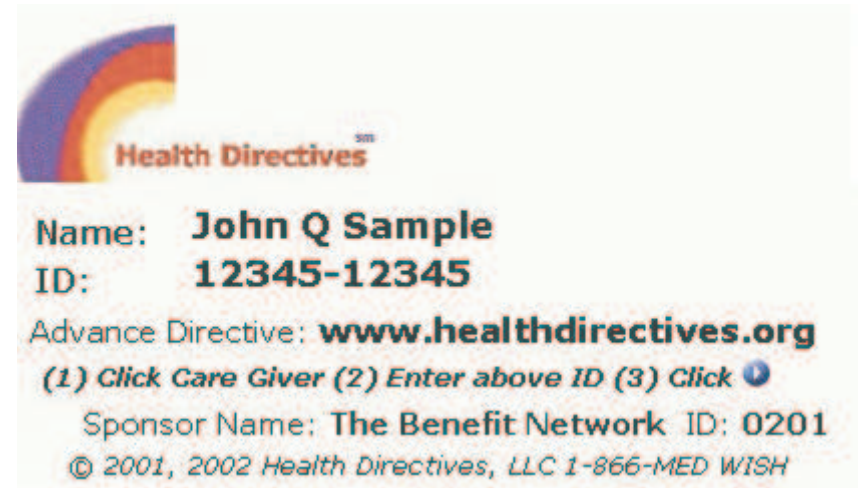 Health Directives sm
Name: John Q Sample
ID: 12345-12345
Advance Directive: www.healthdirectives.org
(1) Click Care Giver (2) Enter above ID (3) Click
Sponsor Name: The Benefit Network ID: 0201
© 2001, 2002 Health Directives, LLC 1-866-MED WISH